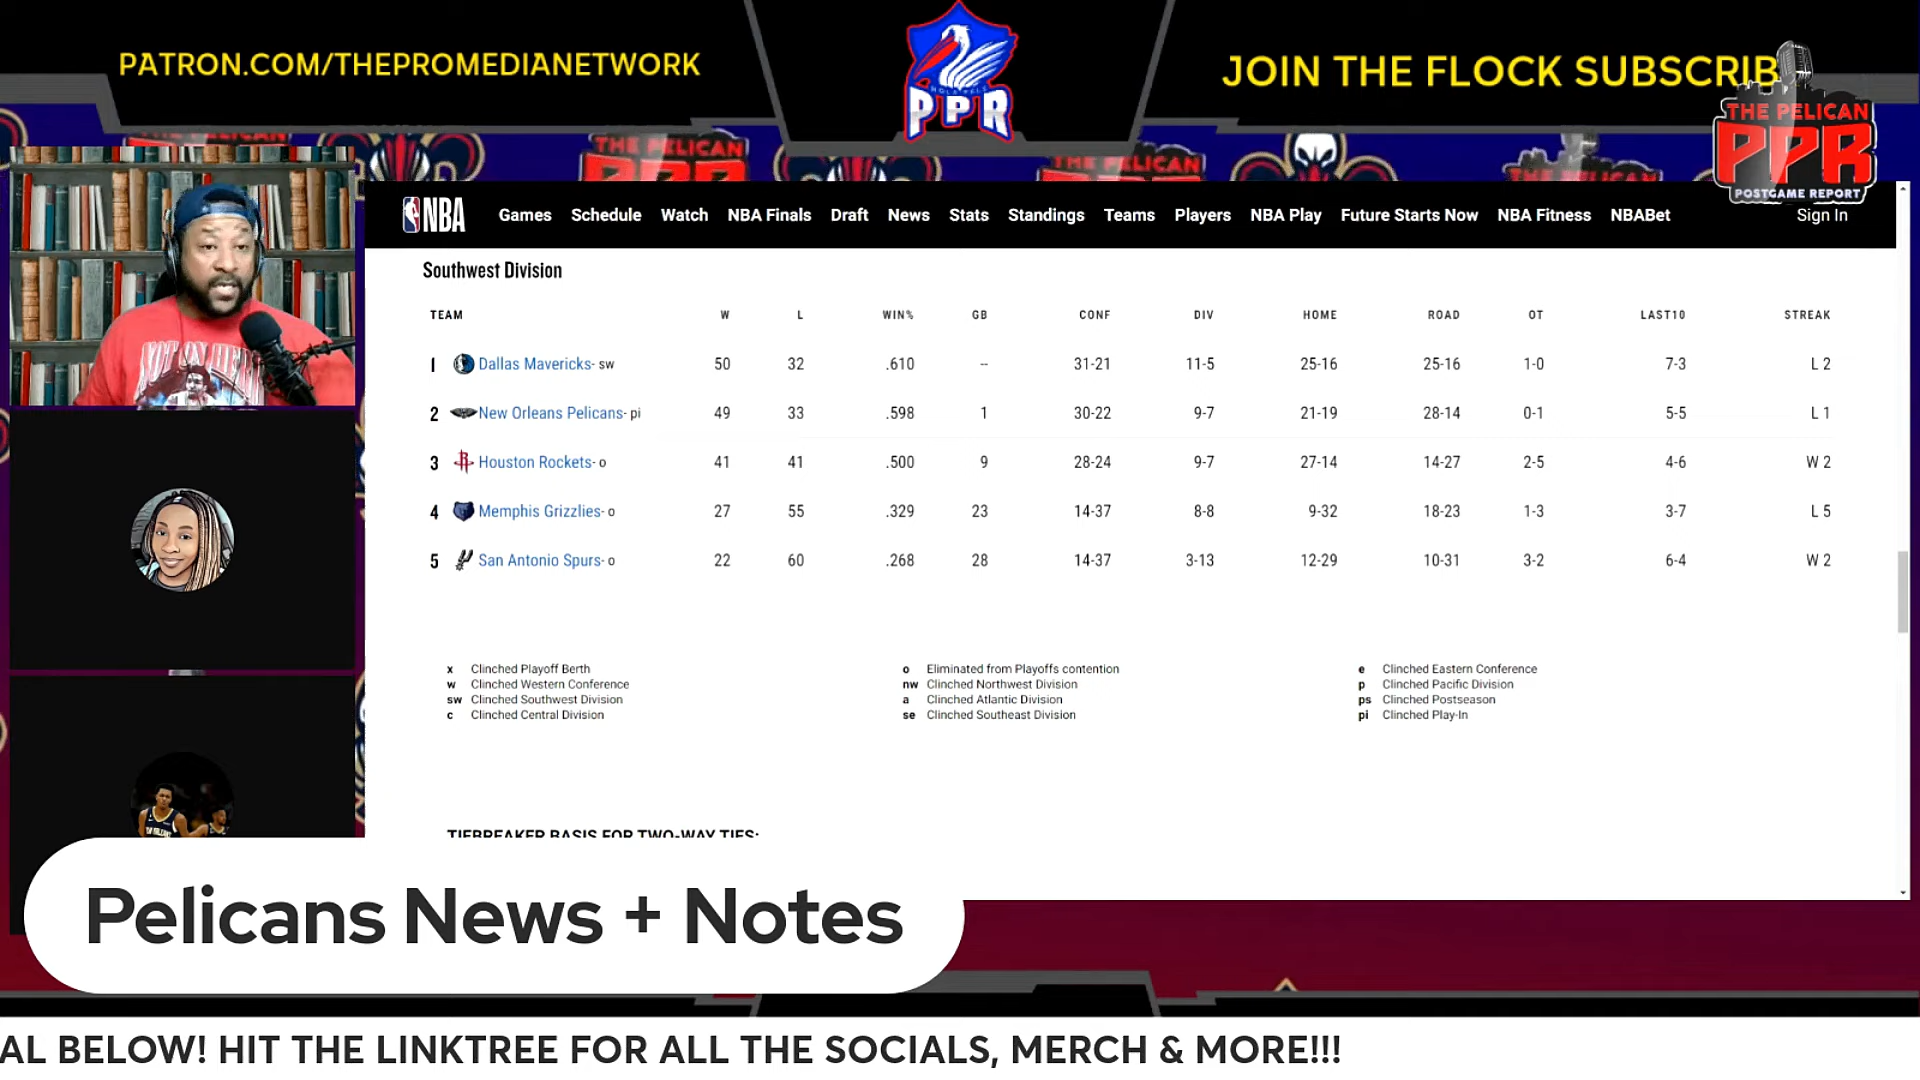 PATRON.COM/THEPROMEDIANETWORK
PPR
JOIN THE FLOCK SUBSCRIB
THE PELICAN
PPR
POSTGAME REPORT
THE PELICAN
THE PELICAN
NBA Games Schedule Watch NBA Finals Draft News Stats Standings Teams Players NBA Play Future Starts Now NBA Fitness NBABet Sign In
Southwest Division
TEAM W L WIN% GB CONF DIV HOME ROAD OT LAST10 STREAK
1 Dallas Mavericks- sw 50 32 .610 -- 31-21 11-5 25-16 25-16 1-0 7-3 L 2
2 New Orleans Pelicans- pi 49 33 .598 1 30-22 9-7 21-19 28-14 0-1 5-5 L 1
3 Houston Rockets- o 41 41 .500 9 28-24 9-7 27-14 14-27 2-5 4-6 W 2
4 Memphis Grizzlies- o 27 55 .329 23 14-37 8-8 9-32 18-23 1-3 3-7 L 5
5 San Antonio Spurs- o 22 60 .268 28 14-37 3-13 12-29 10-31 3-2 6-4 W 2
x Clinched Playoff Berth
w Clinched Western Conference
sw Clinched Southwest Division
c Clinched Central Division
o Eliminated from Playoffs contention
nw Clinched Northwest Division
a Clinched Atlantic Division
se Clinched Southeast Division
e Clinched Eastern Conference
p Clinched Pacific Division
ps Clinched Postseason
pi Clinched Play-In
TIEBREAKER BASIS FOR TWO-WAY TIES:
Pelicans News + Notes
AL BELOW! HIT THE LINKTREE FOR ALL THE SOCIALS, MERCH & MORE!!!